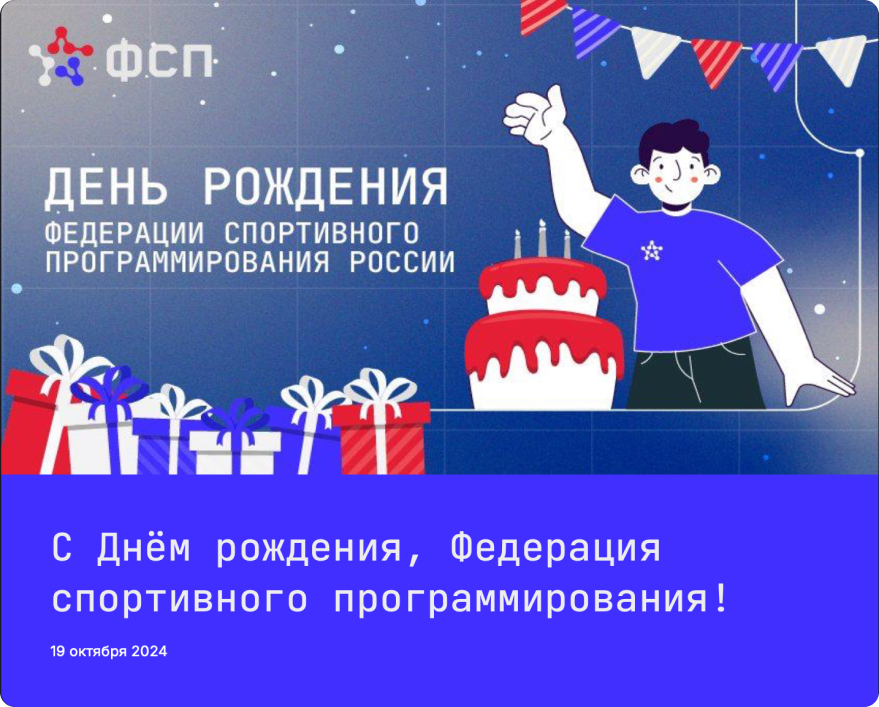 ФСП
ДЕНЬ РОЖДЕНИЯ
ФЕДЕРАЦИИ СПОРТИВНОГО
ПРОГРАММИРОВАНИЯ РОССИИ
С Днём рождения, Федерация
спортивного программирования!
19 октября 2024